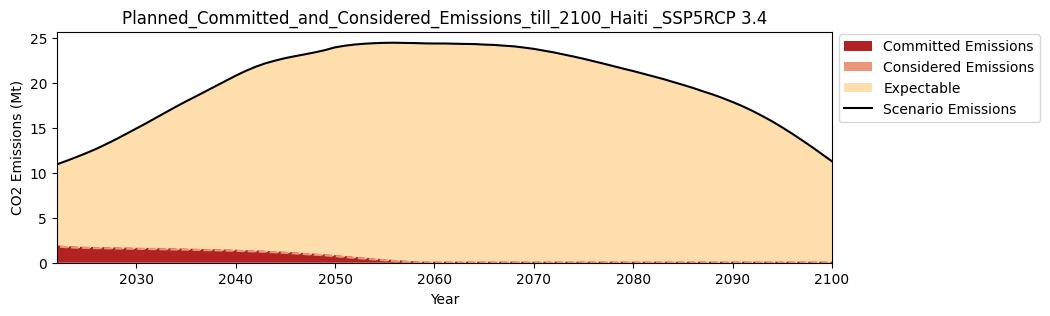 Planned_Committed_and_Considered_Emissions_till_2100_Haiti _SSP5RCP 3.4
CO2 Emissions (Mt)
25
20
15
10
5
0
2030 2040 2050 2060 2070 2080 2090 2100
Year
Committed Emissions
Considered Emissions
Expectable
Scenario Emissions